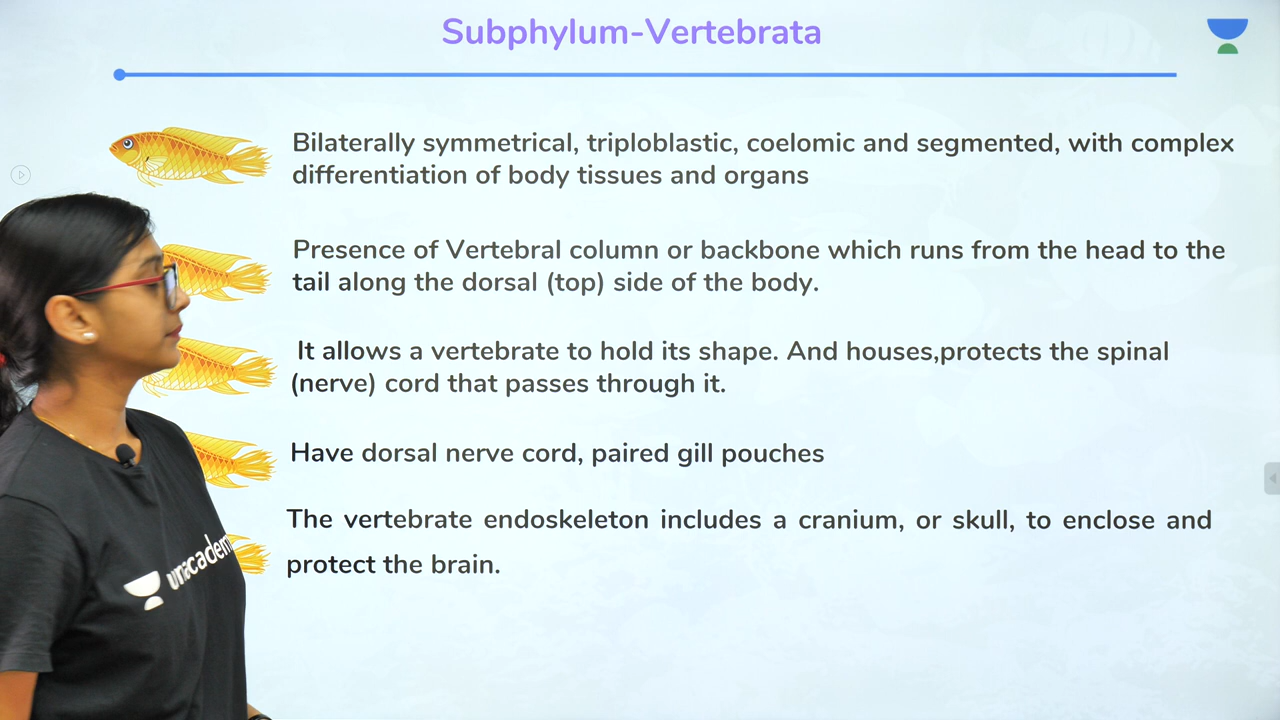 Subphylum-Vertebrata
Bilaterally symmetrical, triploblastic, coelomic and segmented, with complex
differentiation of body tissues and organs
Presence of Vertebral column or backbone which runs from the head to the
tail along the dorsal (top) side of the body.
It allows a vertebrate to hold its shape. And houses,protects the spinal
(nerve) cord that passes through it.
Have dorsal nerve cord, paired gill pouches
The vertebrate endoskeleton includes a cranium, or skull, to enclose and
protect the brain.
unacadem